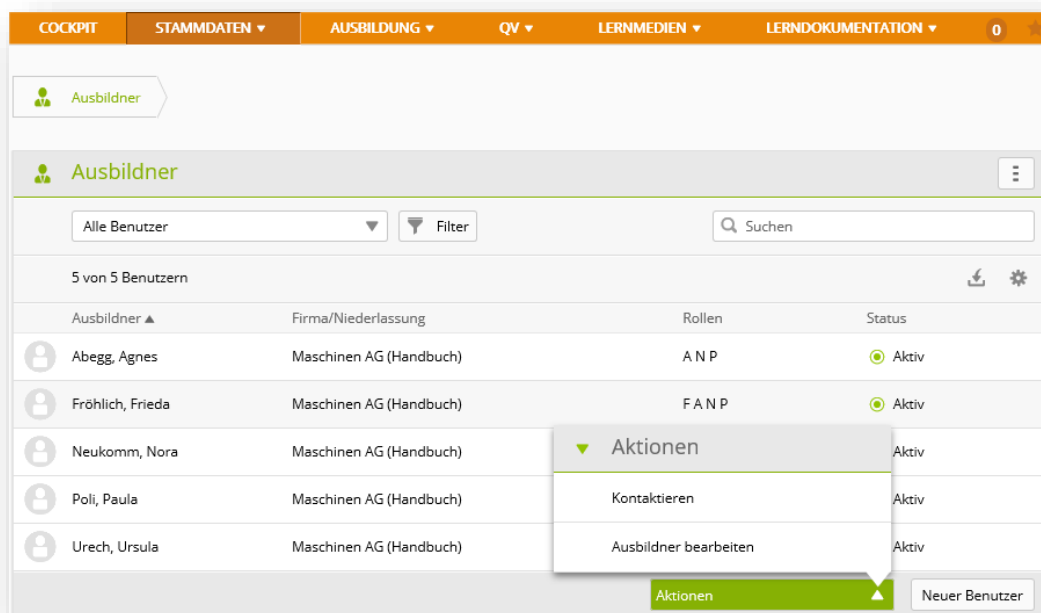 COCKPIT STAMMDATEN ▼ AUSBILDUNG ▼ QV ▼ LERNMEDIEN ▼ LERNDOKUMENTATION ▼ 0
Ausbildner
Ausbildner
Alle Benutzer ▼ Filter Suchen
5 von 5 Benutzern
Ausbildner ▲ Firma/Niederlassung Rollen Status
Abegg, Agnes Maschinen AG (Handbuch) A N P Aktiv
Fröhlich, Frieda Maschinen AG (Handbuch) F A N P Aktiv
Neukomm, Nora Maschinen AG (Handbuch) Aktiv
Poli, Paula Maschinen AG (Handbuch) Aktiv
Urech, Ursula Maschinen AG (Handbuch) Aktiv
▼ Aktionen
Kontaktieren
Ausbildner bearbeiten
Aktionen ▲ Neuer Benutzer